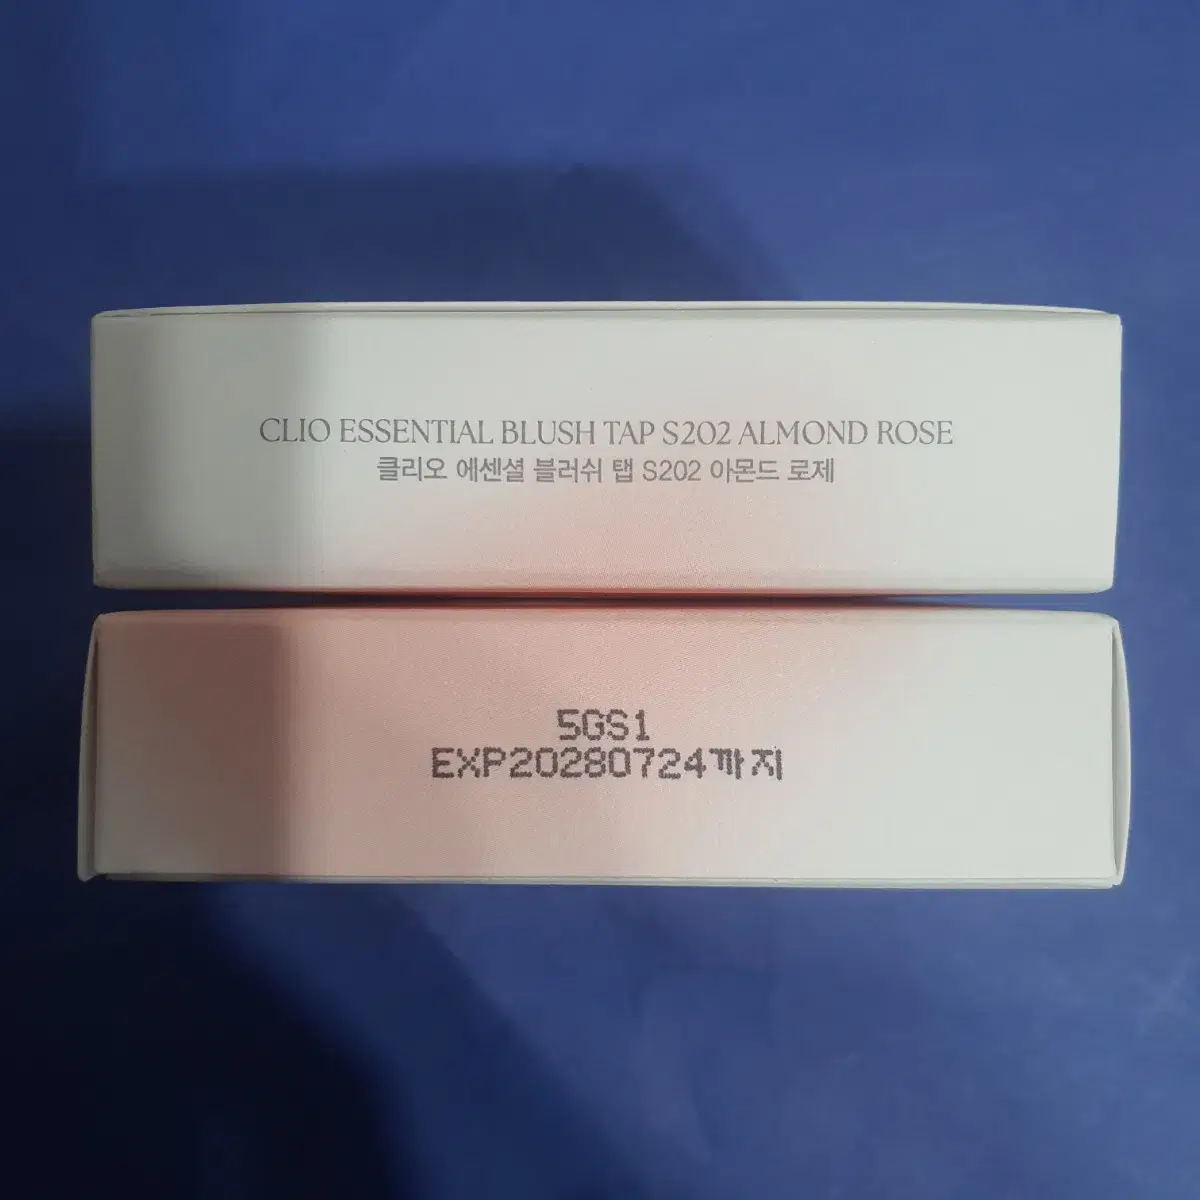 CLIO ESSENTIAL BLUSH TAP S202 ALMOND ROSE
클리오 에센셜 블러쉬 탭 S202 아몬드 로제
5GS1
EXP20280724까지